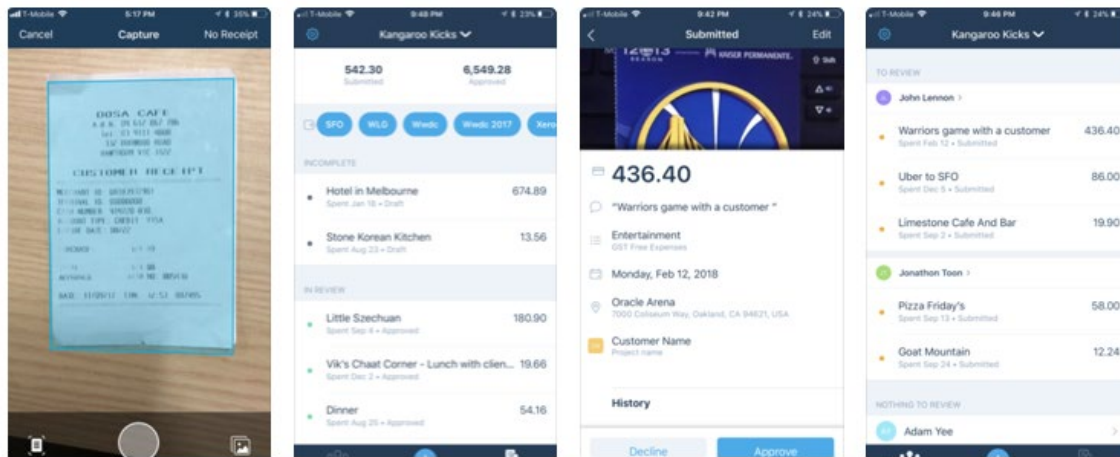 T-Mobile 5:17 PM 35%
Cancel Capture No Receipt
DOSA CAFE
CUSTOMER RECEIPT
T-Mobile 9:48 PM 23%
Kangaroo Kicks
542.30 6,549.28
Submitted Approved
SFO WLG Wwdc Wwdc 2017 Xero
INCOMPLETE
Hotel in Melbourne 674.89
Spent Jan 18 • Draft
Stone Korean Kitchen 13.56
Spent Aug 23 • Draft
IN REVIEW
Little Szechuan 180.90
Spent Sep 4 • Approved
Vik's Chaat Corner - Lunch with clien... 19.66
Spent Dec 2 • Approved
Dinner 54.16
Spent Aug 25 • Approved
T-Mobile 9:42 PM 24%
Submitted Edit
SEASON KAISER PERMANENTE.
436.40
"Warriors game with a customer "
Entertainment
GST Free Expenses
Monday, Feb 12, 2018
Oracle Arena
7000 Coliseum Way, Oakland, CA 94621, USA
Customer Name
Project name
History
Decline Approve
T-Mobile 9:46 PM 24%
Kangaroo Kicks
TO REVIEW
John Lennon >
Warriors game with a customer 436.40
Spent Feb 12 • Submitted
Uber to SFO 86.00
Spent Dec 5 • Submitted
Limestone Cafe And Bar 19.90
Spent Sep 2 • Submitted
Jonathon Toon >
Pizza Friday's 58.00
Spent Sep 13 • Submitted
Goat Mountain 12.24
Spent Sep 24 • Submitted
NOTHING TO REVIEW
Adam Yee